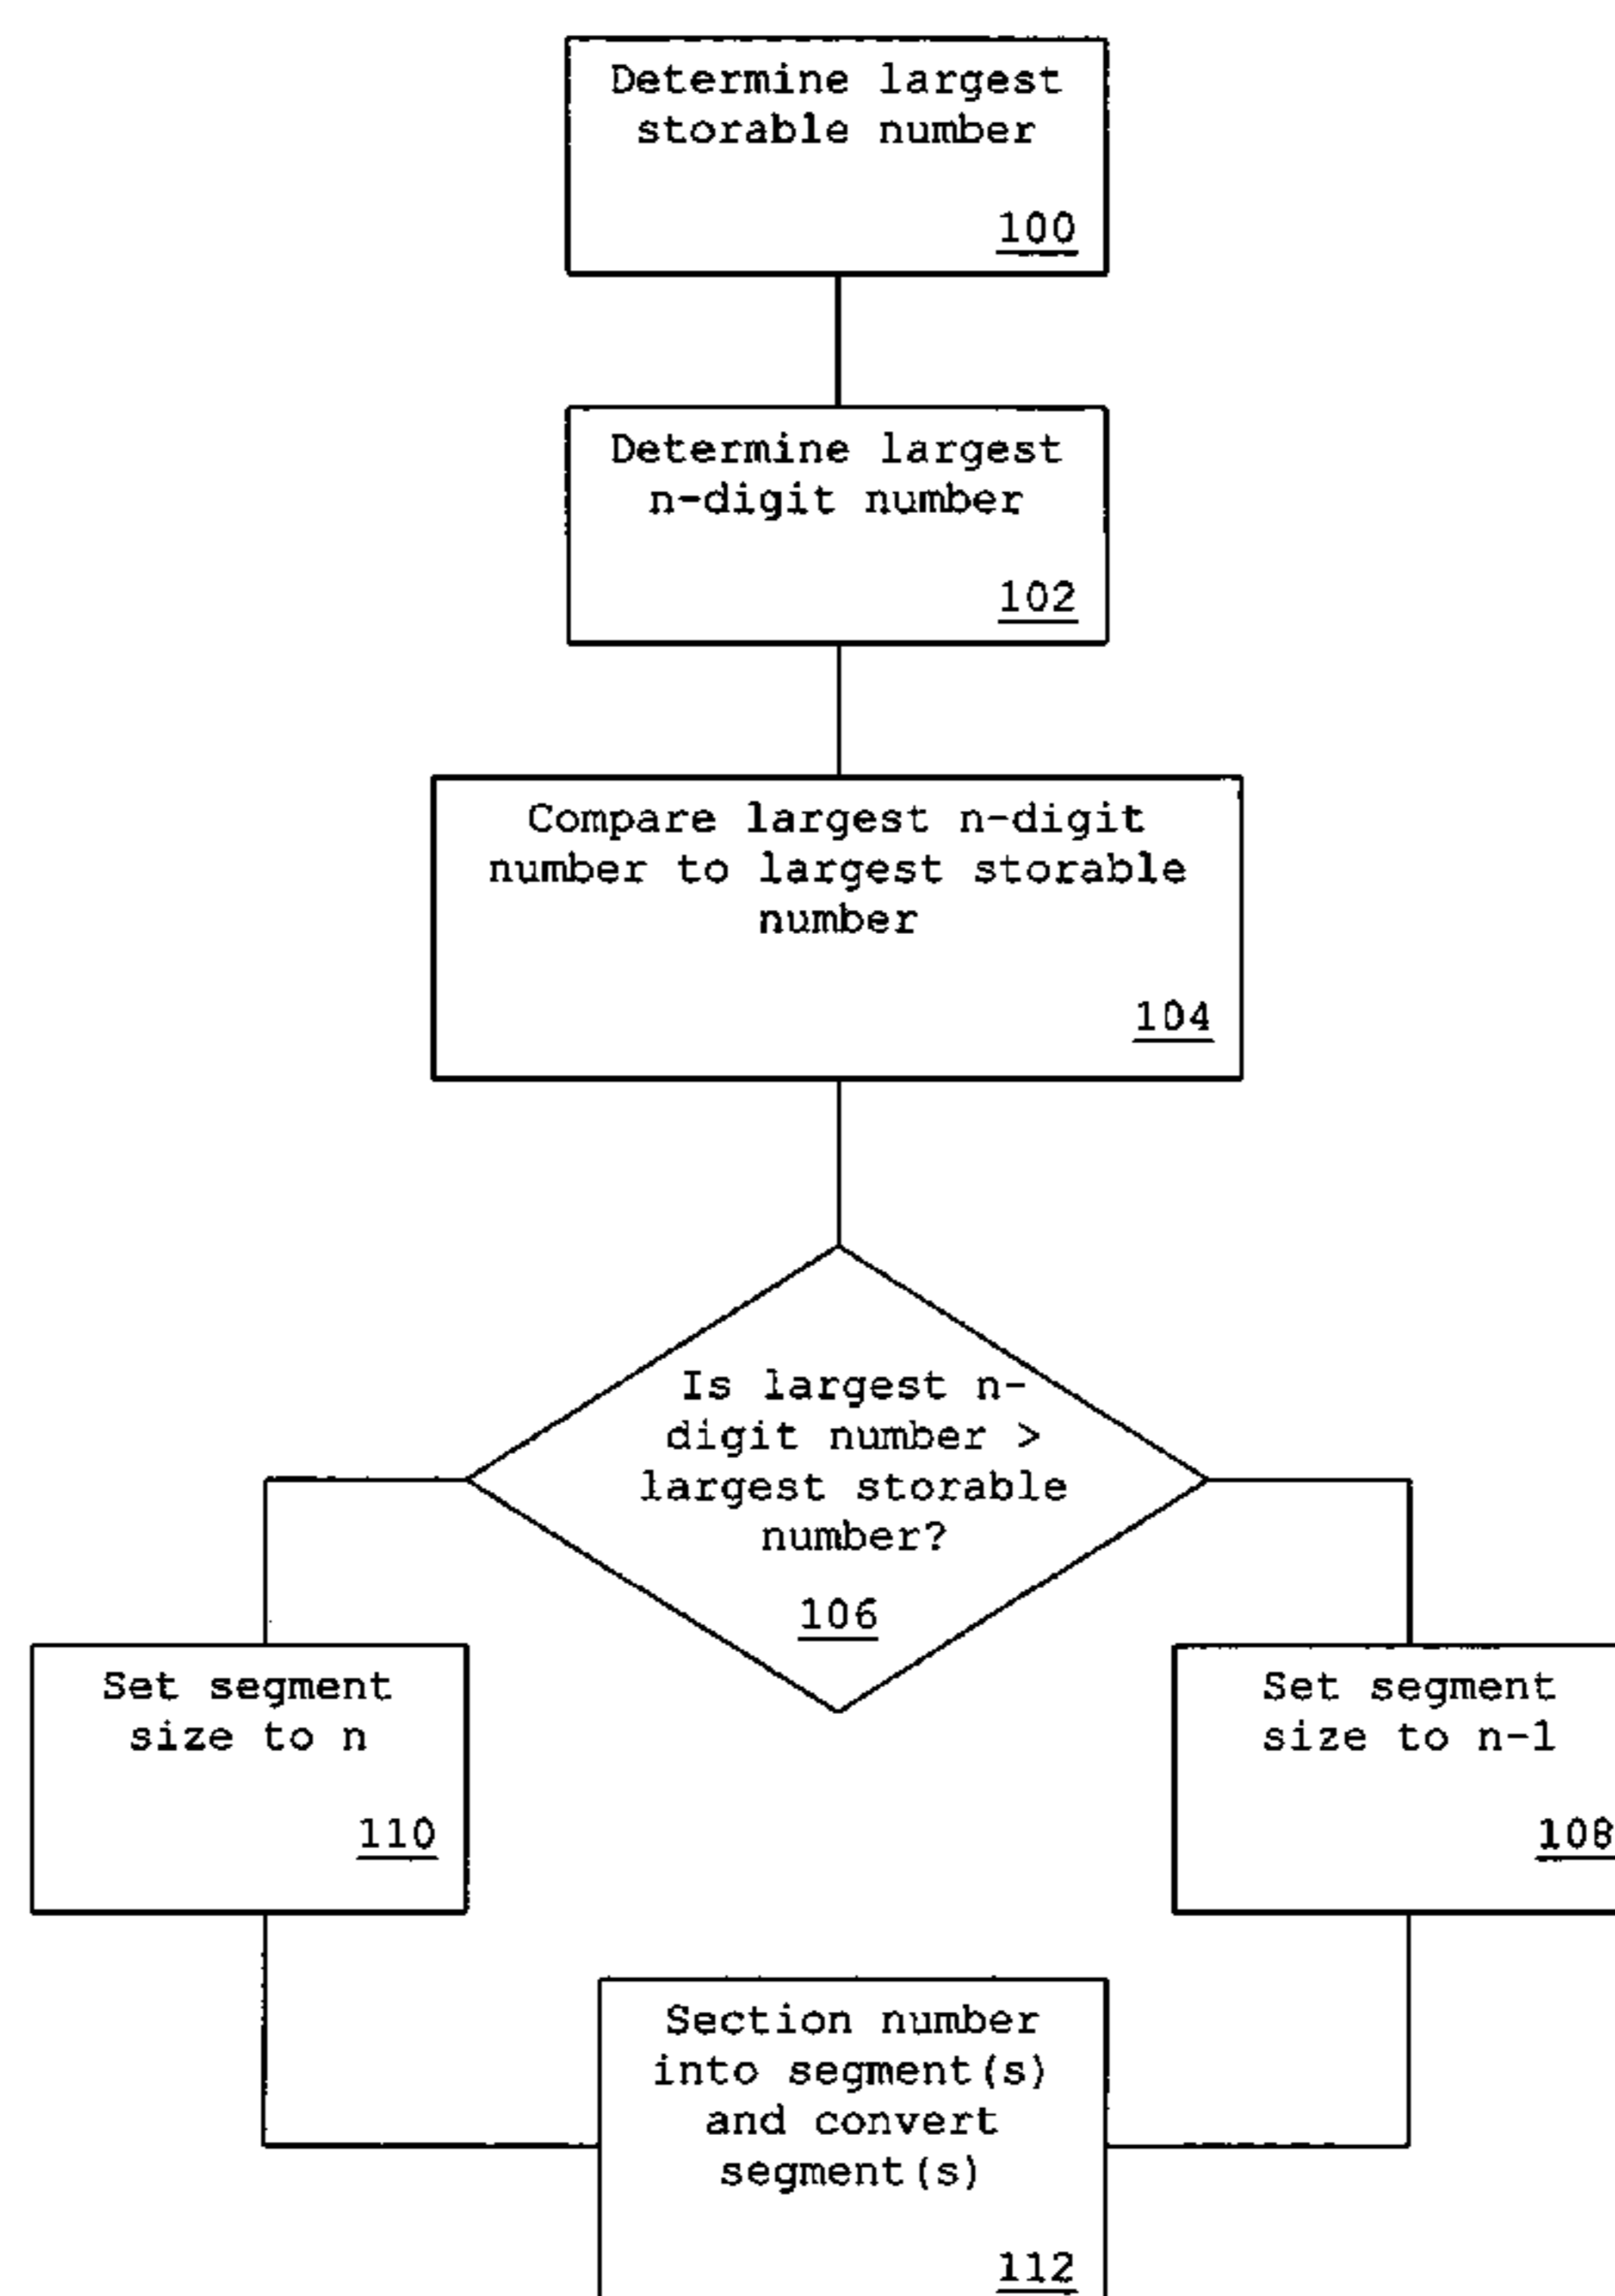 Determine largest
storable number
100
Determine largest
n-digit number
102
Compare largest n-digit
number to largest storable
number
104
Is largest n-
digit number >
largest storable
number?
106
Set segment
size to n
110
Set segment
size to n-1
108
Section number
into segment(s)
and convert
segment(s)
112